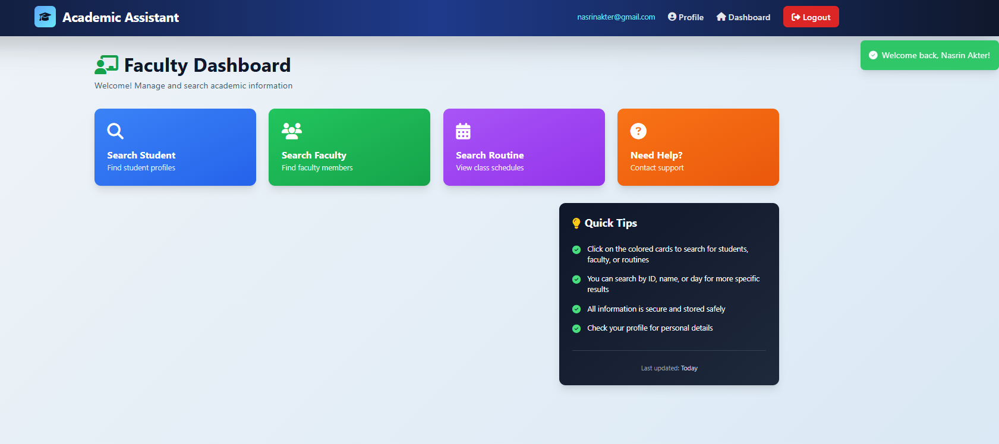 Academic Assistant
nasrinakter@gmail.com
Profile
Dashboard
Logout
Welcome back, Nasrin Akter!
Faculty Dashboard
Welcome! Manage and search academic information
Search Student
Find student profiles
Search Faculty
Find faculty members
Search Routine
View class schedules
Need Help?
Contact support
Quick Tips
Click on the colored cards to search for students,
faculty, or routines
You can search by ID, name, or day for more specific
results
All information is secure and stored safely
Check your profile for personal details
Last updated: Today